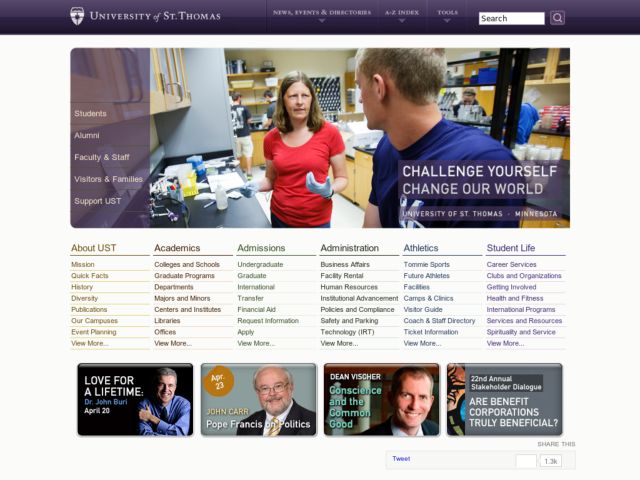 UNIVERSITY of ST. THOMAS
NEWS, EVENTS & DIRECTORIES
A-Z INDEX
TOOLS
Search
Students
Alumni
Faculty & Staff
Visitors & Families
Support UST
CHALLENGE YOURSELF
CHANGE OUR WORLD
UNIVERSITY OF ST. THOMAS · MINNESOTA
About UST
Mission
Quick Facts
History
Diversity
Publications
Our Campuses
Event Planning
View More...
Academics
Colleges and Schools
Graduate Programs
Departments
Majors and Minors
Centers and Institutes
Libraries
Offices
View More...
Admissions
Undergraduate
Graduate
International
Transfer
Financial Aid
Request Information
Apply
View More...
Administration
Business Affairs
Facility Rental
Human Resources
Institutional Advancement
Policies and Compliance
Safety and Parking
Technology (IRT)
View More...
Athletics
Tommie Sports
Future Athletes
Facilities
Camps & Clinics
Visitor Guide
Coach & Staff Directory
Ticket Information
View More...
Student Life
Career Services
Clubs and Organizations
Getting Involved
Health and Fitness
International Programs
Services and Resources
Spirituality and Service
View More...
LOVE FOR
A LIFETIME:
Dr. John Buri
April 20
Apr.
23
JOHN CARR
Pope Francis on Politics
DEAN VISCHER
Conscience
and the
Common
Good
22nd Annual
Stakeholder Dialogue
ARE BENEFIT
CORPORATIONS
TRULY BENEFICIAL?
SHARE THIS
Tweet
1.3k